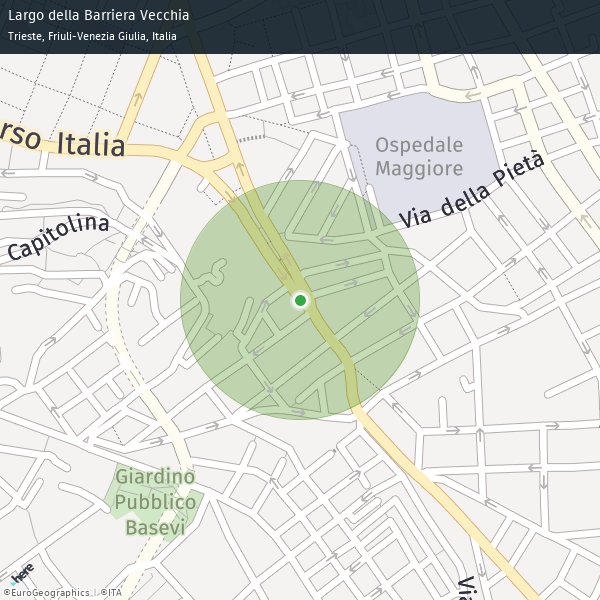 Largo della Barriera Vecchia
Trieste, Friuli-Venezia Giulia, Italia
rso Italia
Ospedale
Maggiore
Via della Pietà
Capitolina
Giardino
Pubblico
Basevi
Via
here
©EuroGeographics | ©ITA